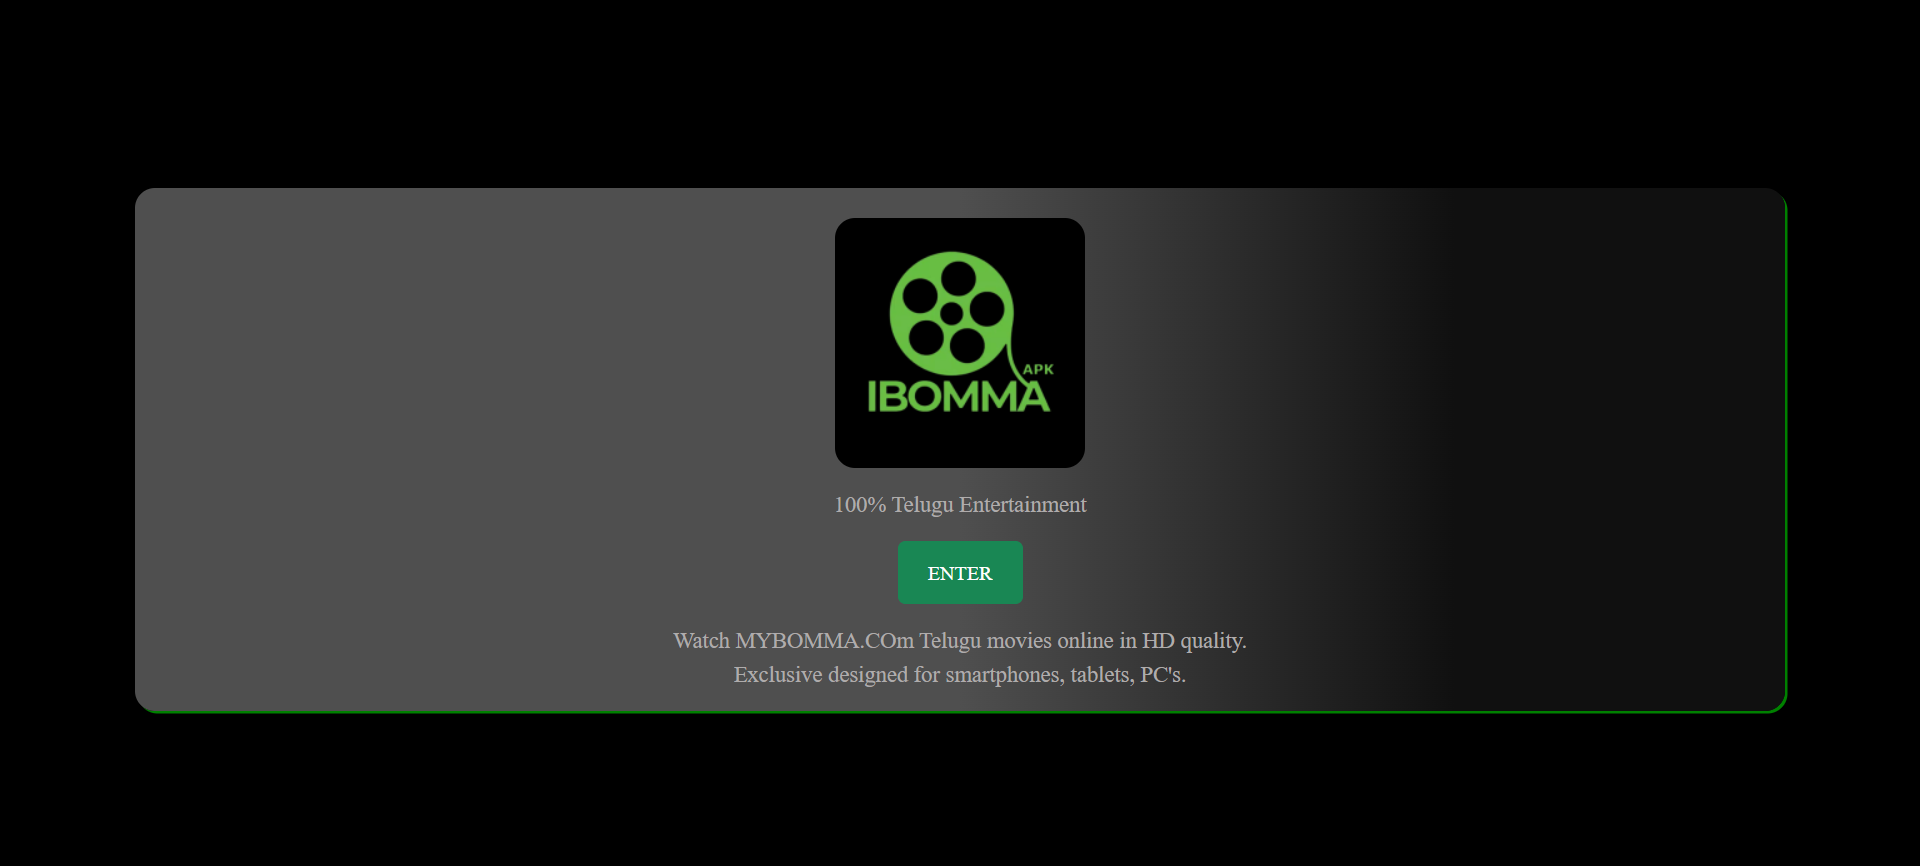 APK
IBOMMA
100% Telugu Entertainment
ENTER
Watch MYBOMMA.COm Telugu movies online in HD quality.
Exclusive designed for smartphones, tablets, PC's.